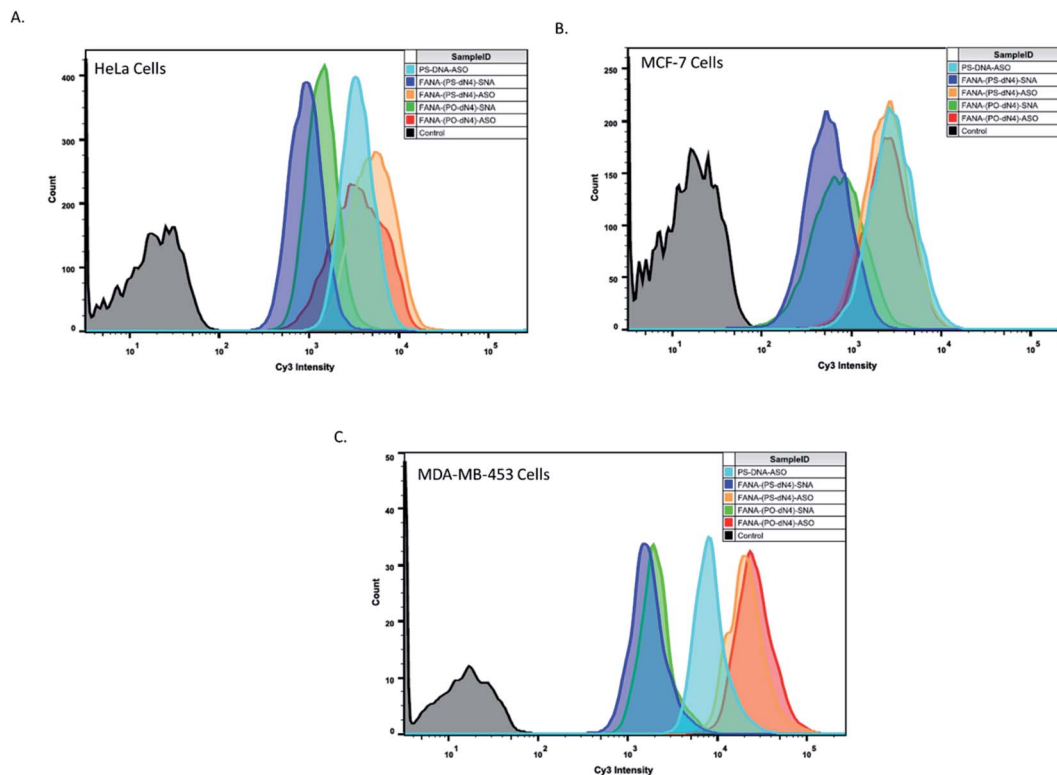 A.
HeLa Cells
SampleID
PS-DNA-ASO
FANA-(PS-dN4)-SNA
FANA-(PS-dN4)-ASO
FANA-(PO-dN4)-SNA
FANA-(PO-dN4)-ASO
Control
Count
400
300
200
100
0
10¹ 10² 10³ 10⁴ 10⁵
Cy3 Intensity
B.
MCF-7 Cells
SampleID
PS-DNA-ASO
FANA-(PS-dN4)-SNA
FANA-(PS-dN4)-ASO
FANA-(PO-dN4)-SNA
FANA-(PO-dN4)-ASO
Control
Count
250
200
150
100
50
0
10¹ 10² 10³ 10⁴ 10⁵
Cy3 Intensity
C.
MDA-MB-453 Cells
SampleID
PS-DNA-ASO
FANA-(PS-dN4)-SNA
FANA-(PS-dN4)-ASO
FANA-(PO-dN4)-SNA
FANA-(PO-dN4)-ASO
Control
Count
50
40
30
20
10
0
10¹ 10² 10³ 10⁴ 10⁵
Cy3 Intensity